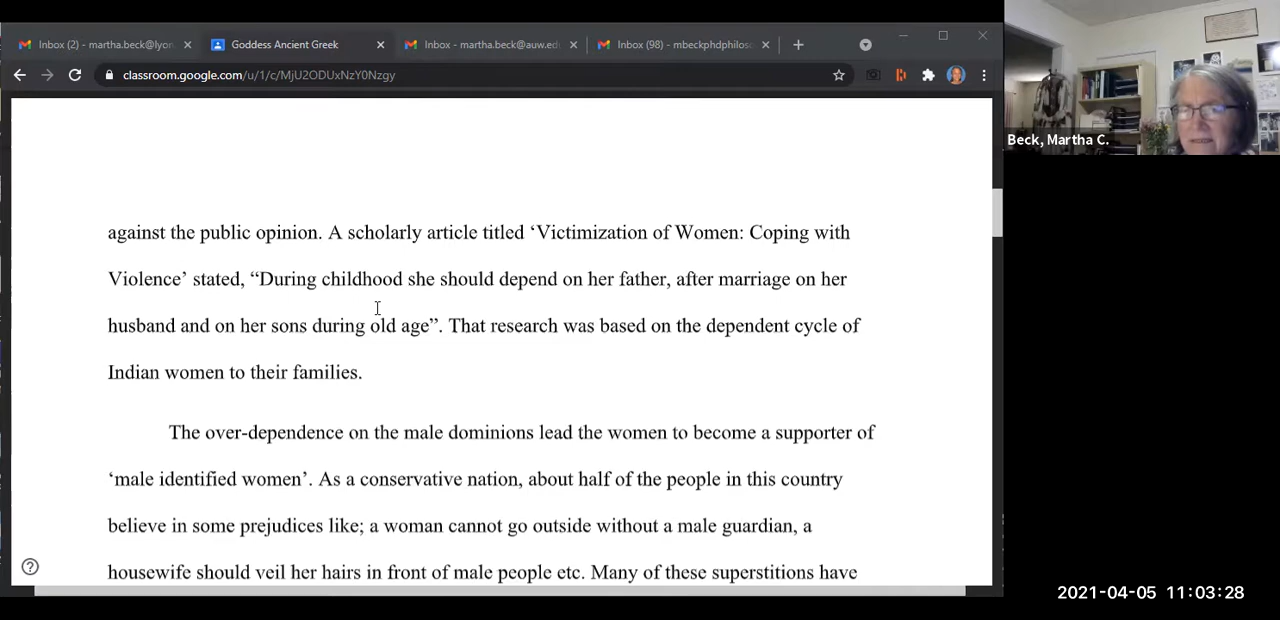 Inbox (2) - martha.beck@lyon
Goddess Ancient Greek
Inbox - martha.beck@auw.ed
Inbox (98) - mbeckphdphilos
classroom.google.com/u/1/c/MjU2ODUxNzY0Nzgy
Beck, Martha C.
against the public opinion. A scholarly article titled ‘Victimization of Women: Coping with
Violence’ stated, “During childhood she should depend on her father, after marriage on her
husband and on her sons during old age”. That research was based on the dependent cycle of
Indian women to their families.
The over-dependence on the male dominions lead the women to become a supporter of
‘male identified women’. As a conservative nation, about half of the people in this country
believe in some prejudices like; a woman cannot go outside without a male guardian, a
housewife should veil her hairs in front of male people etc. Many of these superstitions have
2021-04-05 11:03:28